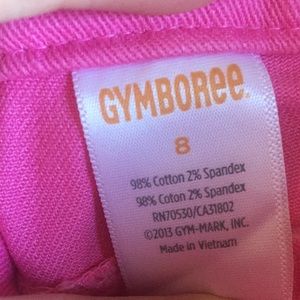 GYMBOREE
8
98% Cotton 2% Spandex
98% Coton 2% Spandex
RN70530/CA31802
©2013 GYM-MARK, INC.
Made in Vietnam